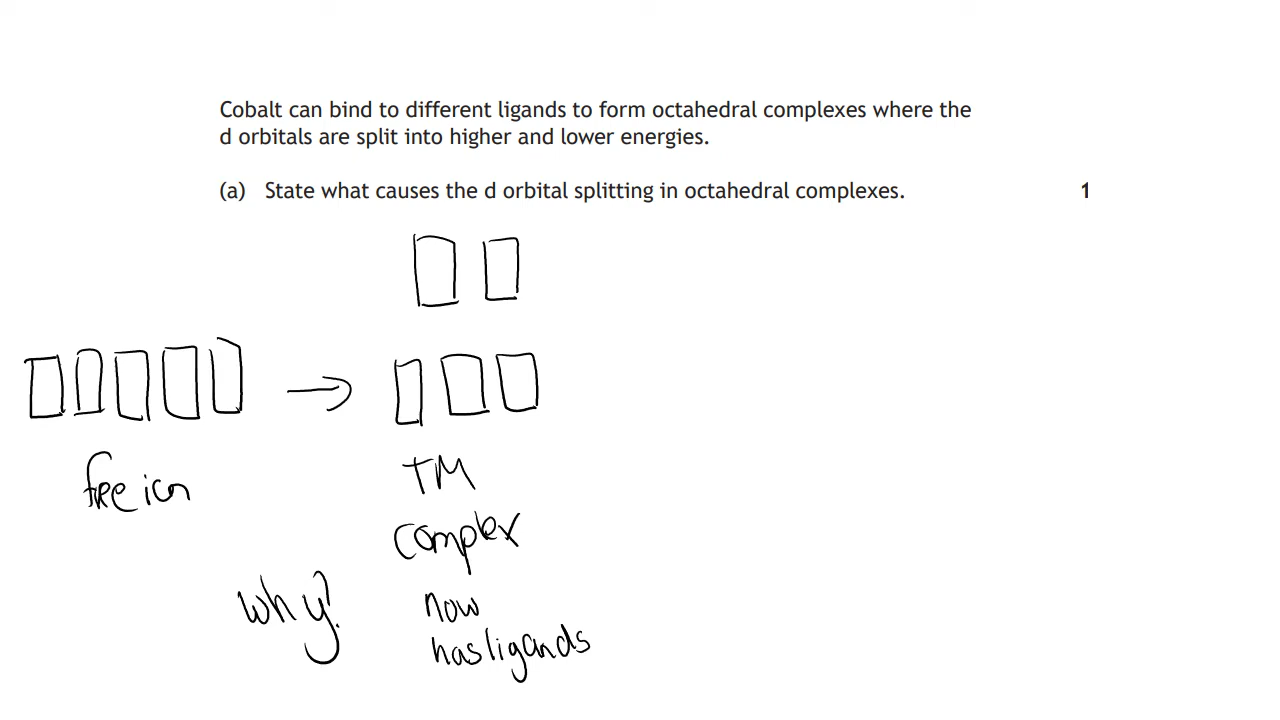 Cobalt can bind to different ligands to form octahedral complexes where the
d orbitals are split into higher and lower energies.
(a) State what causes the d orbital splitting in octahedral complexes. 1
free ion
TM
complex
why?
now
has ligands